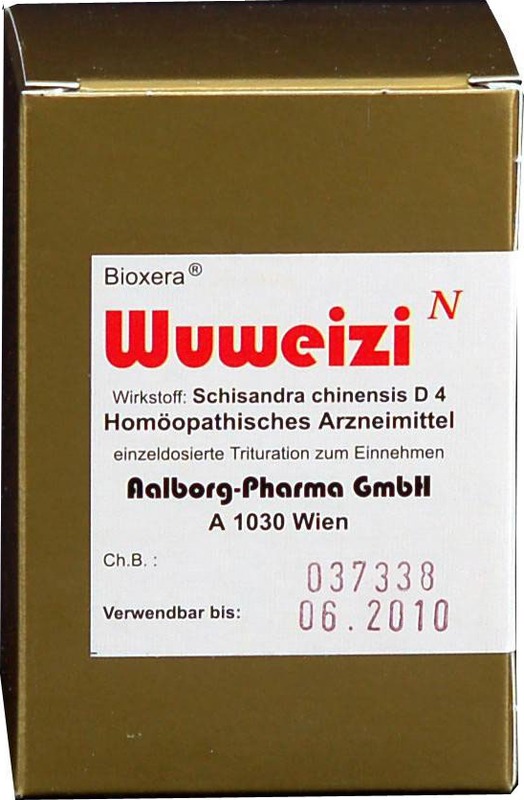 Bioxera®
Wuweizi N
Wirkstoff: Schisandra chinensis D 4
Homöopathisches Arzneimittel
einzeldosierte Trituration zum Einnehmen
Aalborg-Pharma GmbH
A 1030 Wien
Ch.B. : 037338
Verwendbar bis: 06.2010